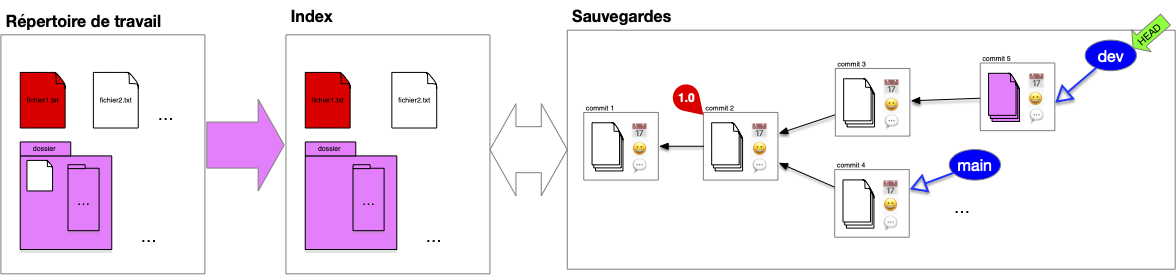 Répertoire de travail
Index
Sauvegardes
fichier1.txt
fichier2.txt
...
dossier
...
...
fichier1.txt
fichier2.txt
dossier
...
...
commit 1
1.0
commit 2
commit 3
commit 4
commit 5
dev
HEAD
main
...
17
17
17
17
17